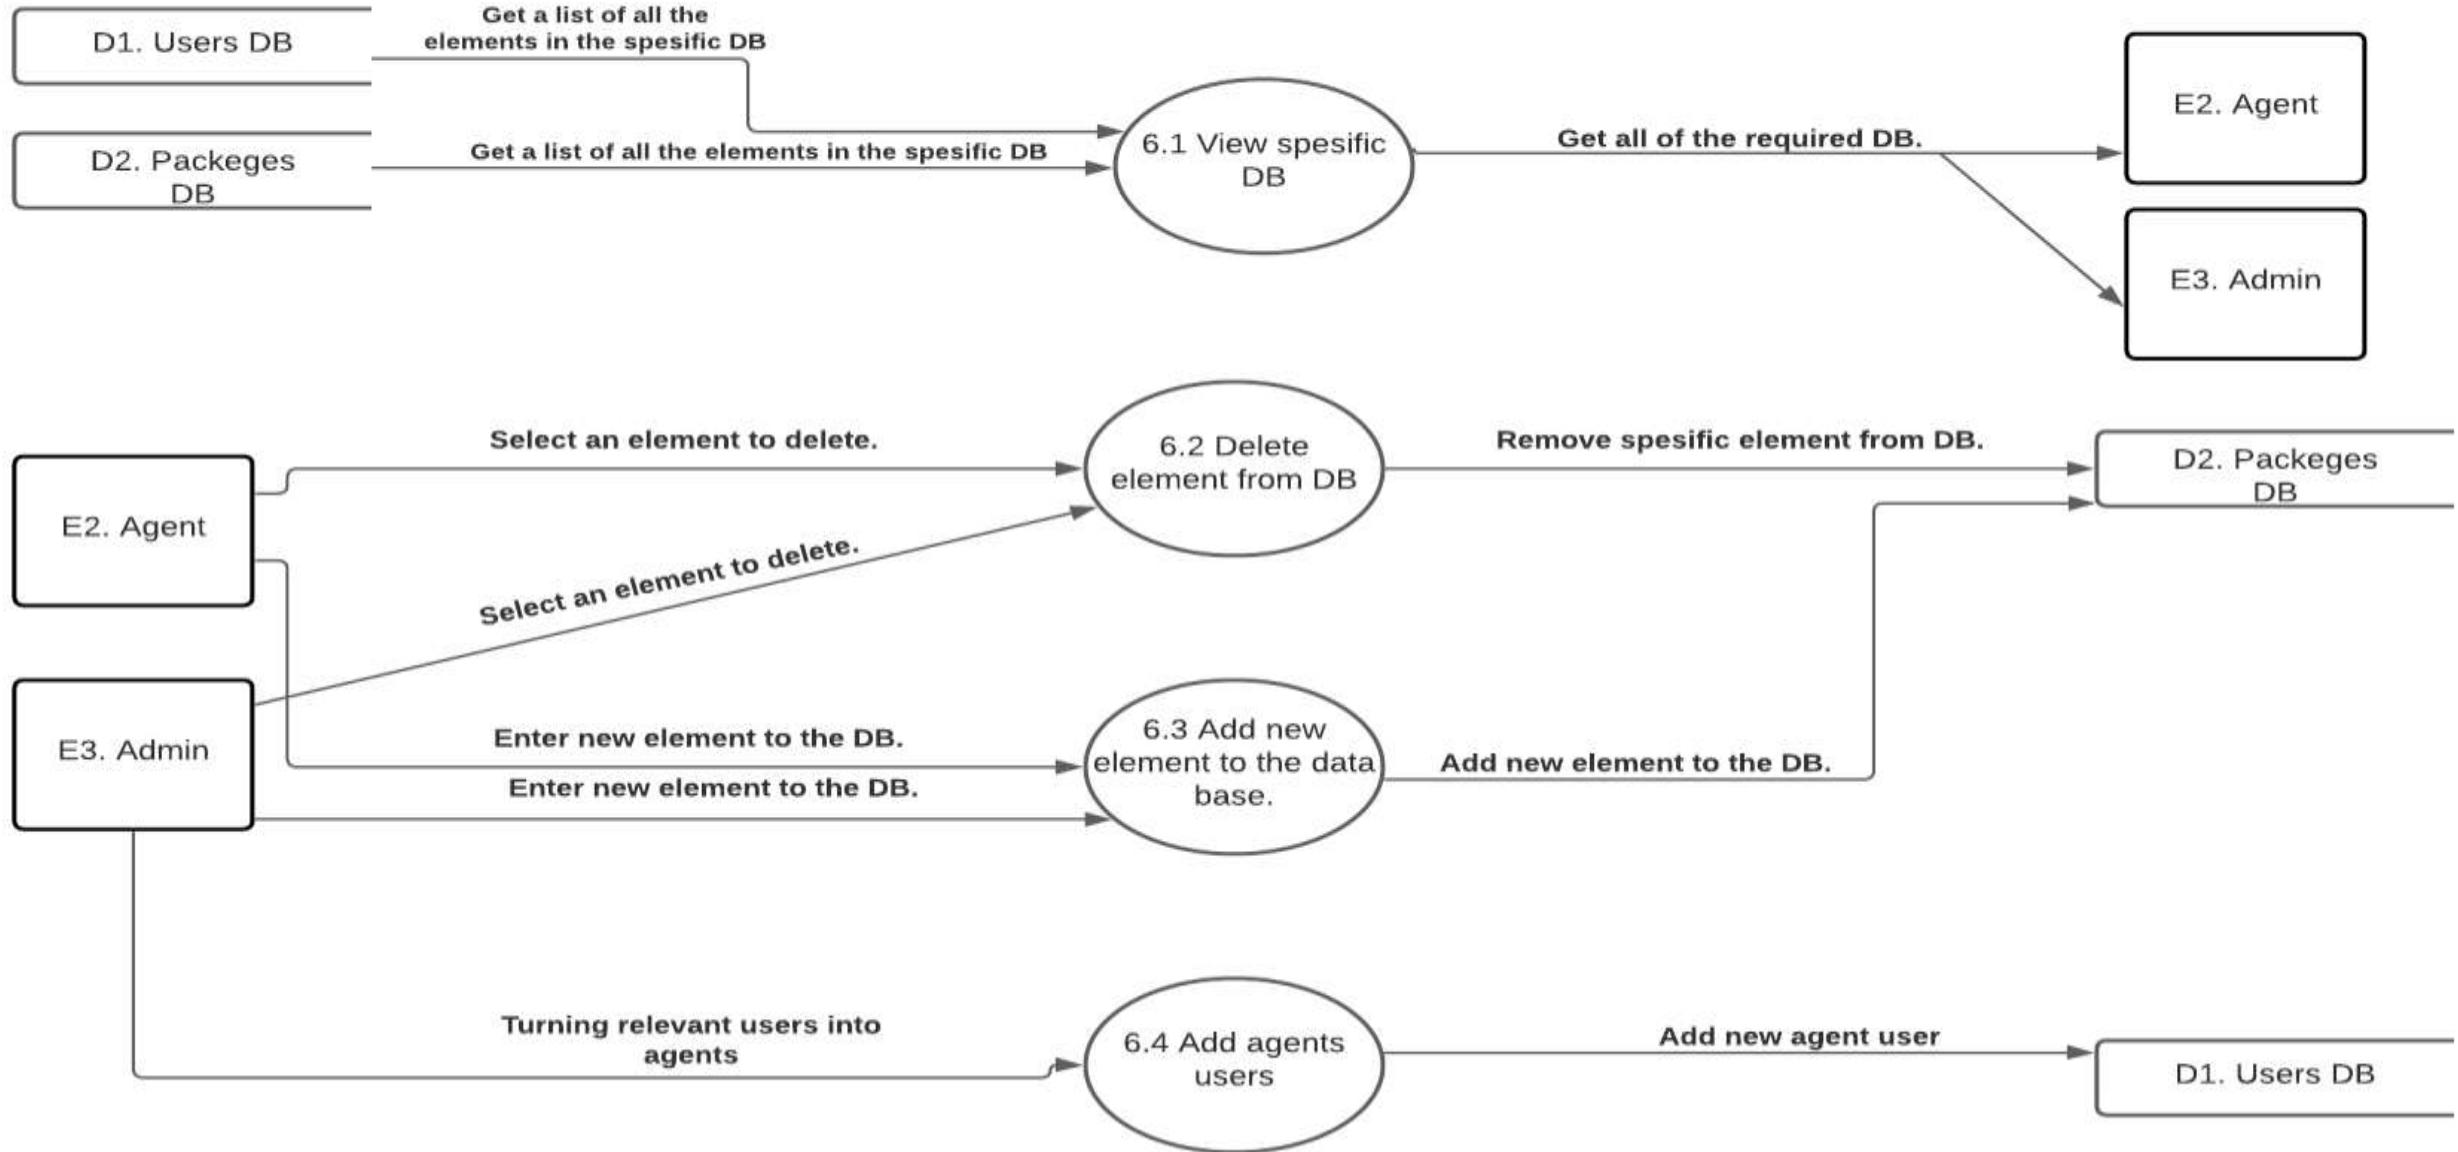 D1. Users DB
Get a list of all the
elements in the spesific DB
D2. Packeges
DB
Get a list of all the elements in the spesific DB
6.1 View spesific
DB
Get all of the required DB.
E2. Agent
E3. Admin
E2. Agent
Select an element to delete.
6.2 Delete
element from DB
Remove spesific element from DB.
D2. Packeges
DB
Select an element to delete.
E3. Admin
Enter new element to the DB.
Enter new element to the DB.
6.3 Add new
element to the data
base.
Add new element to the DB.
Turning relevant users into
agents
6.4 Add agents
users
Add new agent user
D1. Users DB